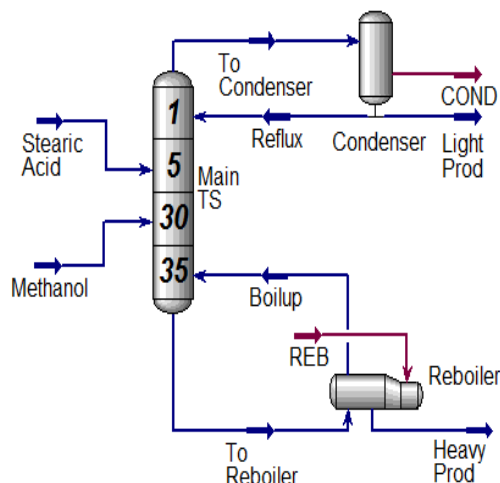 To
Condenser
COND
1
Reflux
Condenser
Light
Prod
Stearic
Acid
5
Main
TS
30
Methanol
35
Boilup
REB
Reboiler
To
Reboiler
Heavy
Prod